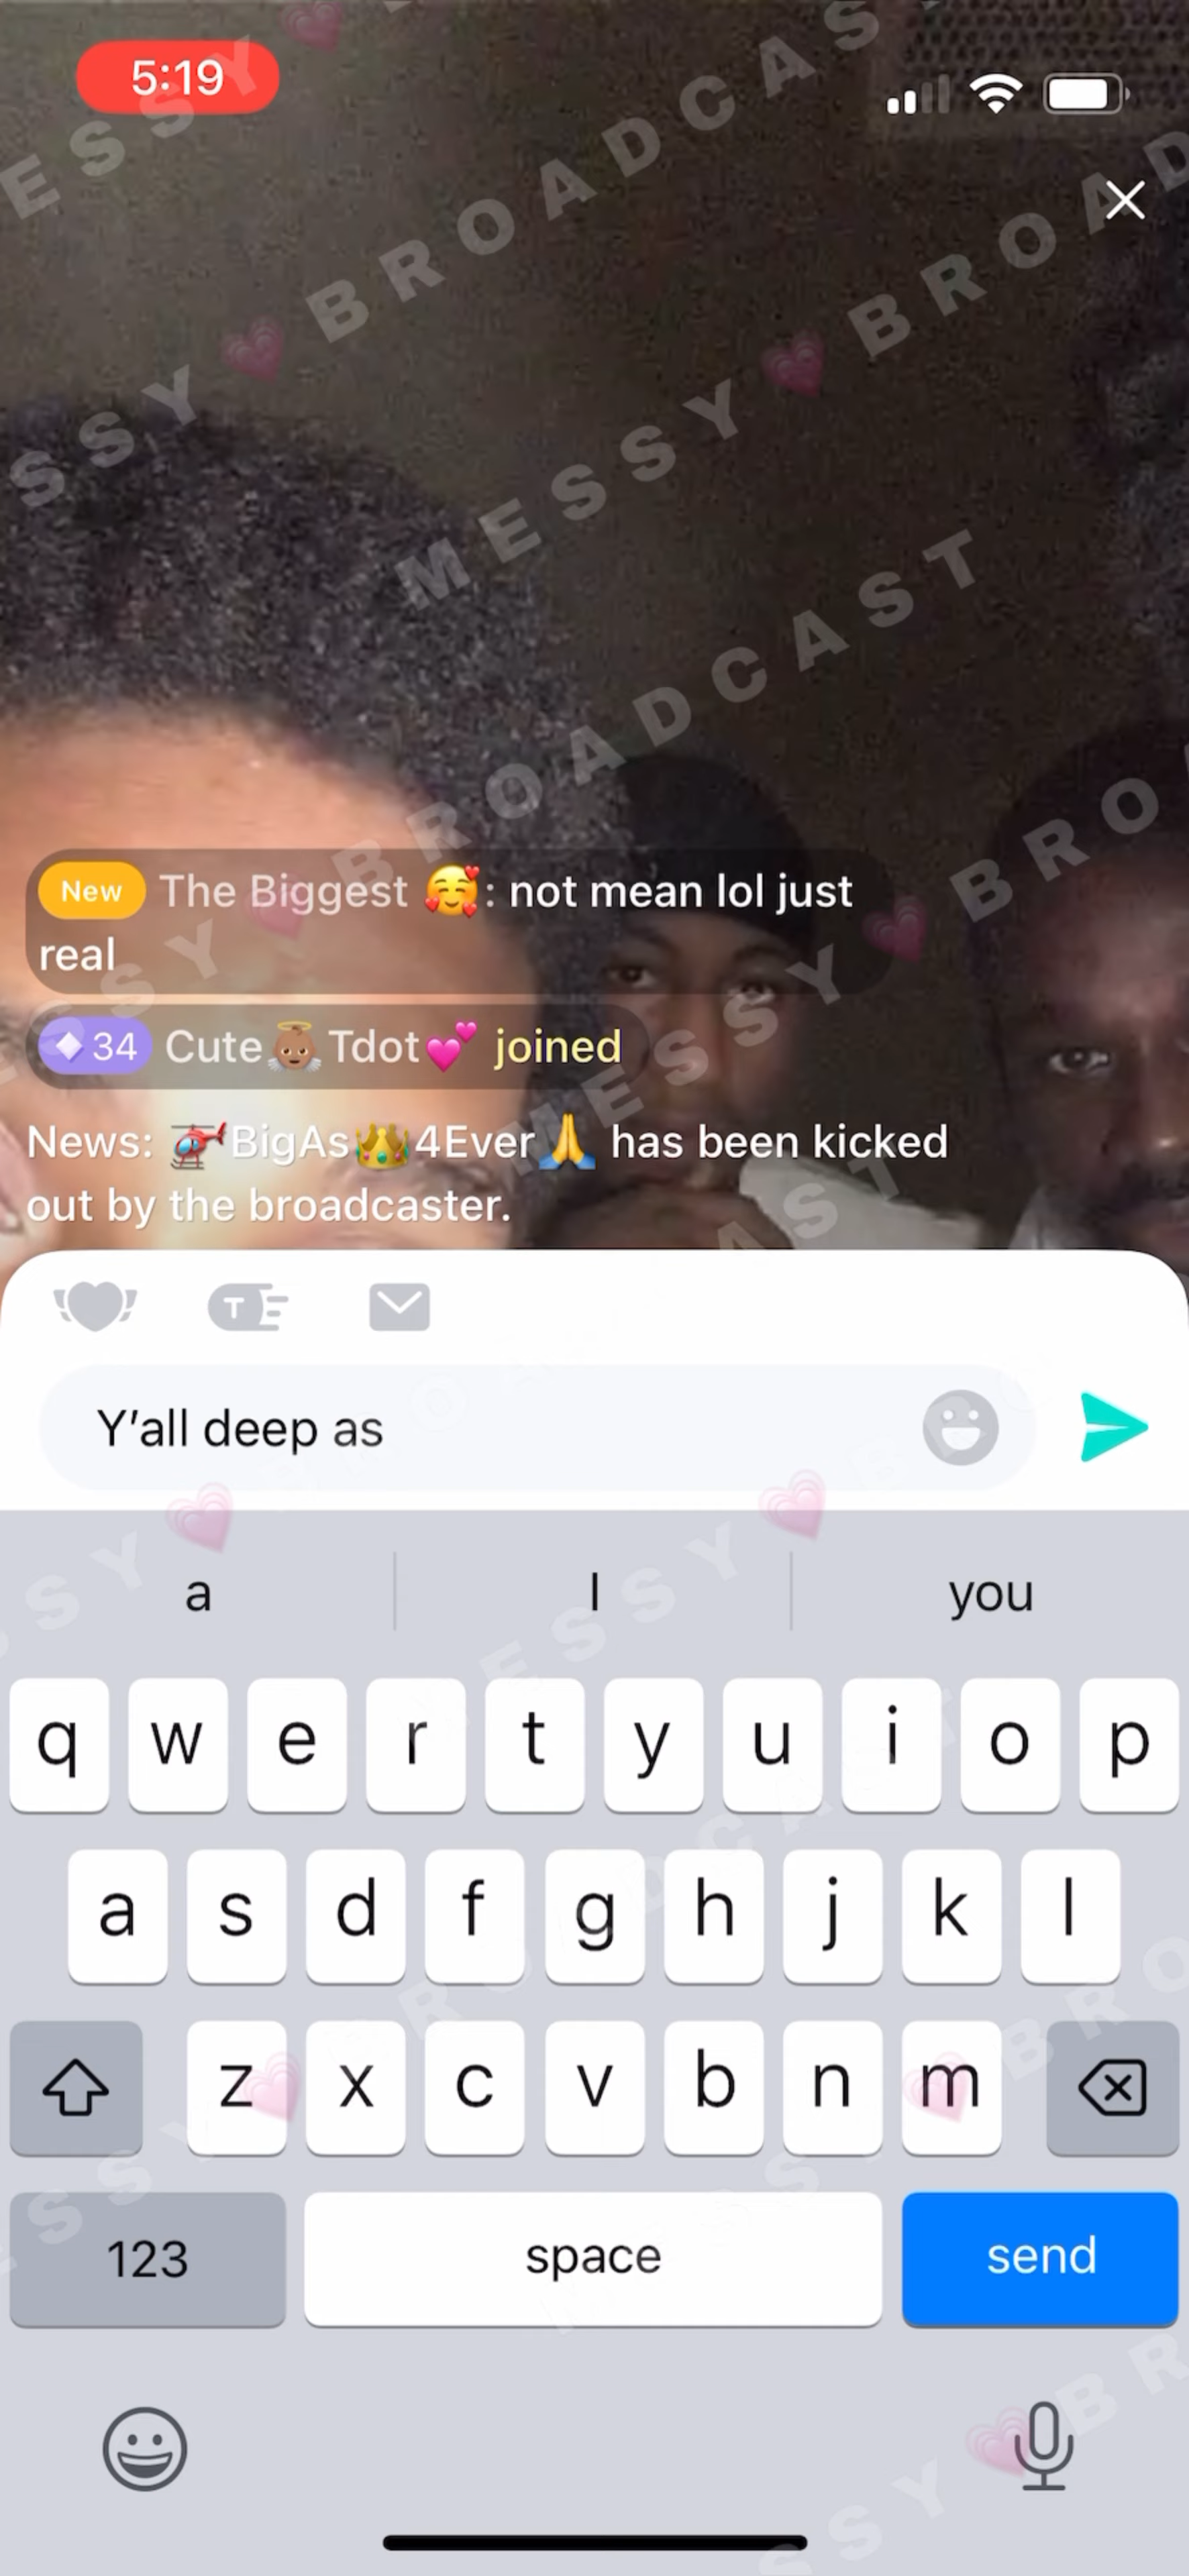 5:19
New The Biggest 🥰: not mean lol just
real
34 Cute👼🏽Tdot💕 joined
News: 🚁BigAs👑4Ever🙏 has been kicked
out by the broadcaster.
T
Y'all deep as
a I you
q w e r t y u i o p
a s d f g h j k l
z x c v b n m
123 space send
MESSY 💗 BROADCAST